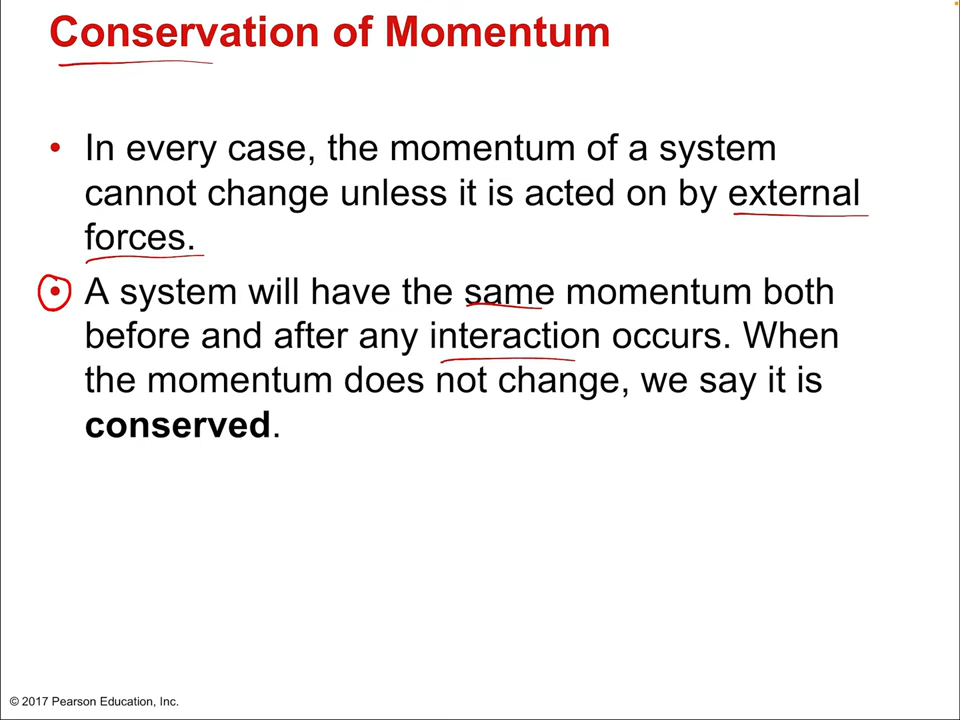 Conservation of Momentum
• In every case, the momentum of a system
cannot change unless it is acted on by external
forces.
• A system will have the same momentum both
before and after any interaction occurs. When
the momentum does not change, we say it is
conserved.
© 2017 Pearson Education, Inc.